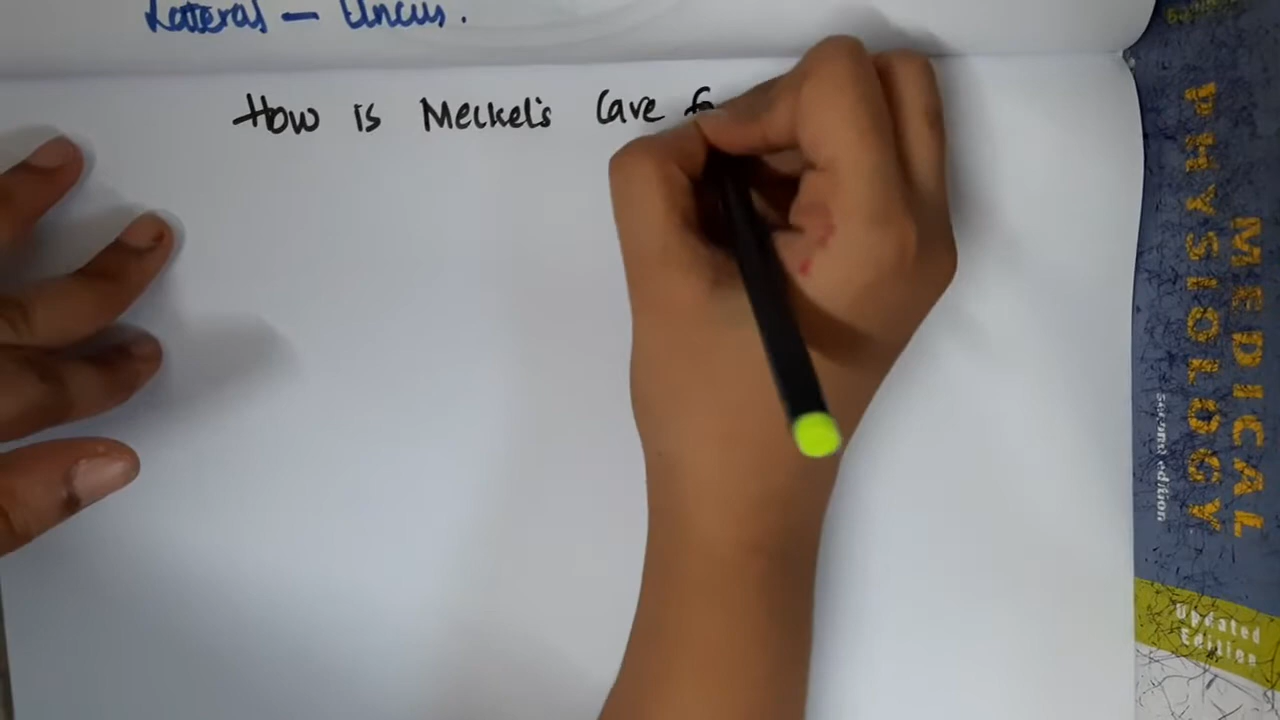 Lateral – Uncus.
How is Meckel's Cave
MEDICAL
PHYSIOLOGY
second edition
Updated
Edition